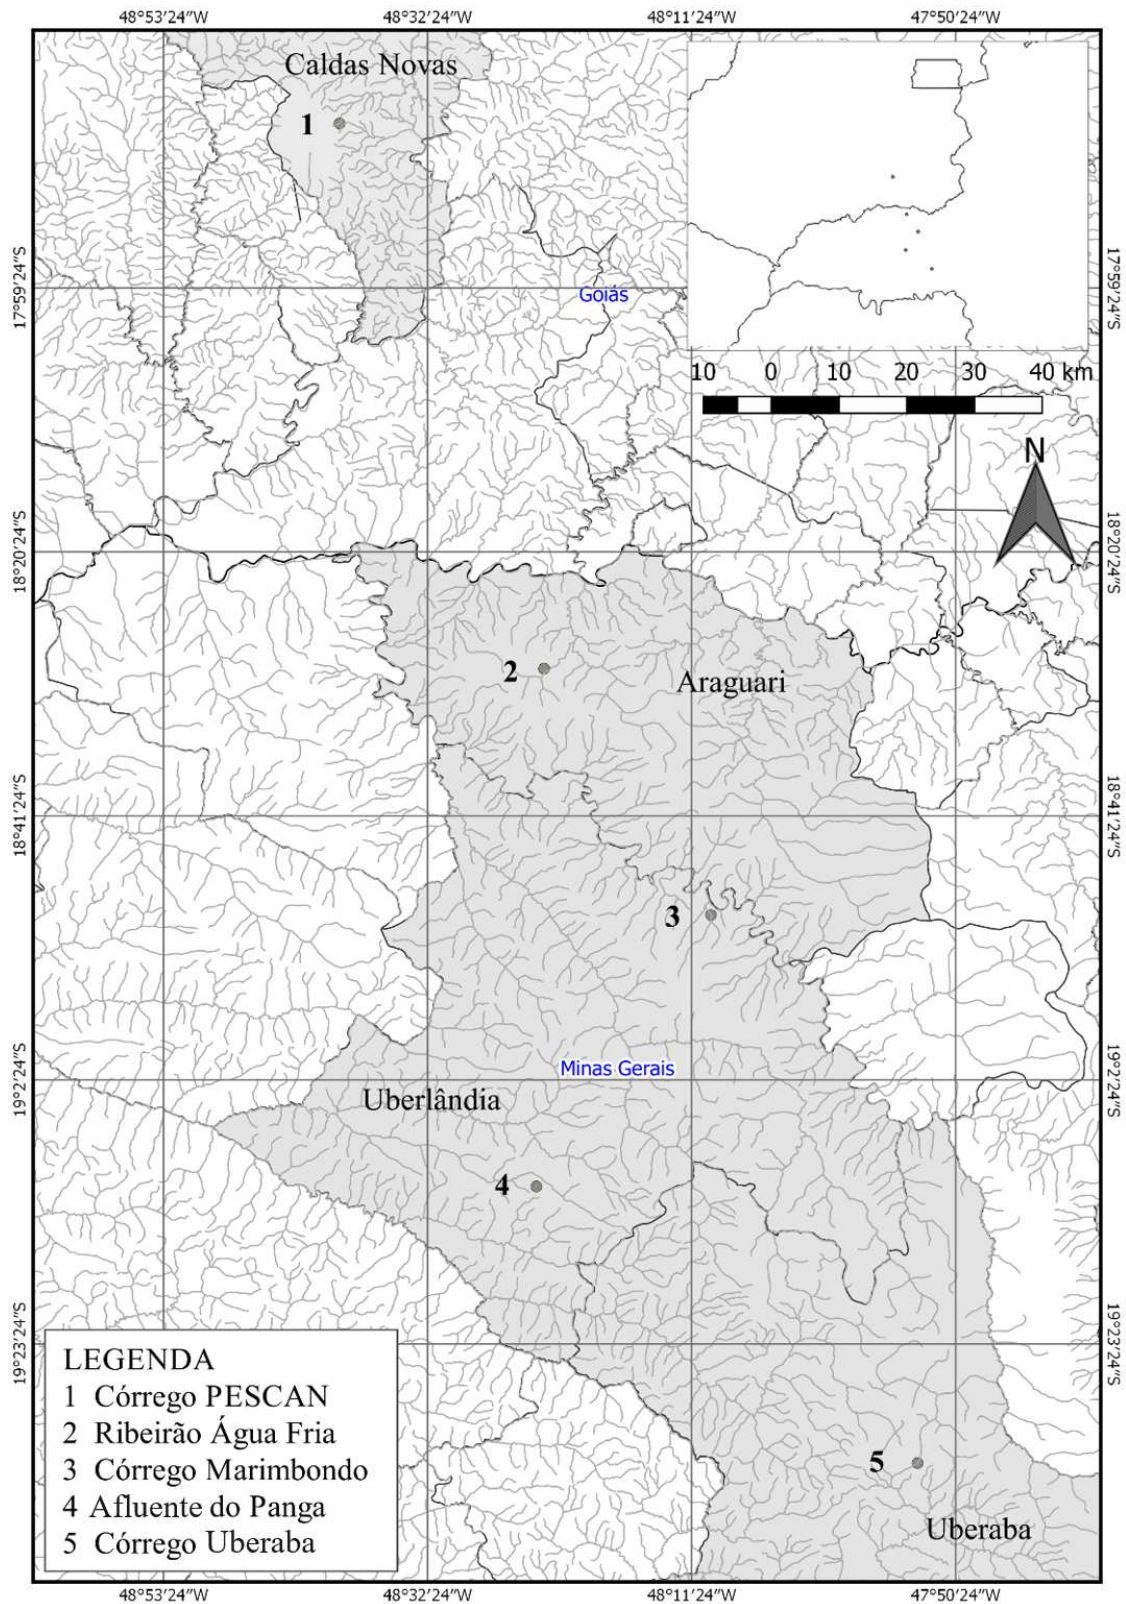 48°53'24"W 48°32'24"W 48°11'24"W 47°50'24"W
Caldas Novas
1
17°59'24"S
17°59'24"S
Goiás
10 0 10 20 30 40 km
N
18°20'24"S
18°20'24"S
2
Araguari
18°41'24"S
18°41'24"S
3
Minas Gerais
19°2'24"S
19°2'24"S
Uberlândia
4
19°23'24"S
19°23'24"S
LEGENDA
1 Córrego PESCAN
2 Ribeirão Água Fria
3 Córrego Marimbondo
4 Afluente do Panga
5 Córrego Uberaba
5
Uberaba
48°53'24"W 48°32'24"W 48°11'24"W 47°50'24"W